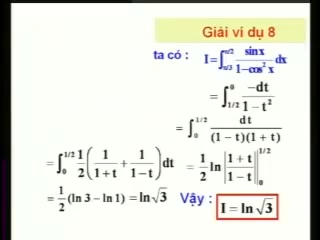 Giải ví dụ 8
ta có : I = ∫_{π/3}^{π/2} sinx/(1−cos²x) dx
= ∫_{1/2}^{0} −dt/(1−t²)
= ∫_{0}^{1/2} dt/((1−t)(1+t))
= ∫_{0}^{1/2} 1/2 (1/(1+t) + 1/(1−t)) dt = 1/2 ln |(1+t)/(1−t)| |_{0}^{1/2}
= 1/2 (ln 3 − ln 1) = ln √3 Vậy : I = ln √3